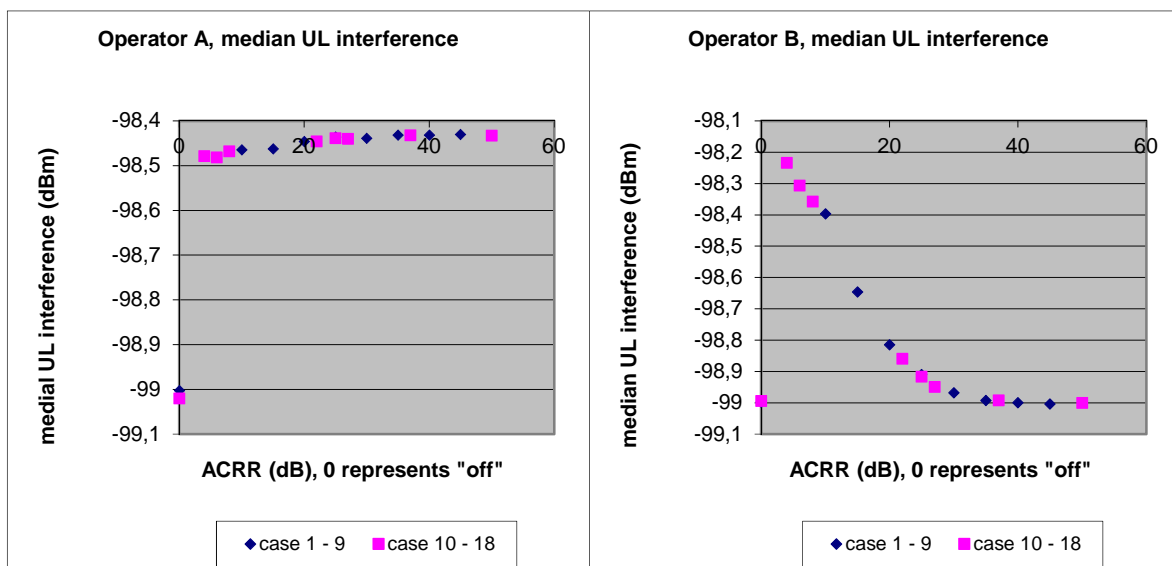 Operator A, median UL interference
medial UL interference (dBm)
-98,4
-98,5
-98,6
-98,7
-98,8
-98,9
-99
-99,1
0 20 40 60
ACRR (dB), 0 represents "off"
case 1 - 9 case 10 - 18
Operator B, median UL interference
median UL interference (dBm)
-98,1
-98,2
-98,3
-98,4
-98,5
-98,6
-98,7
-98,8
-98,9
-99
-99,1
0 20 40 60
ACRR (dB), 0 represents "off"
case 1 - 9 case 10 - 18